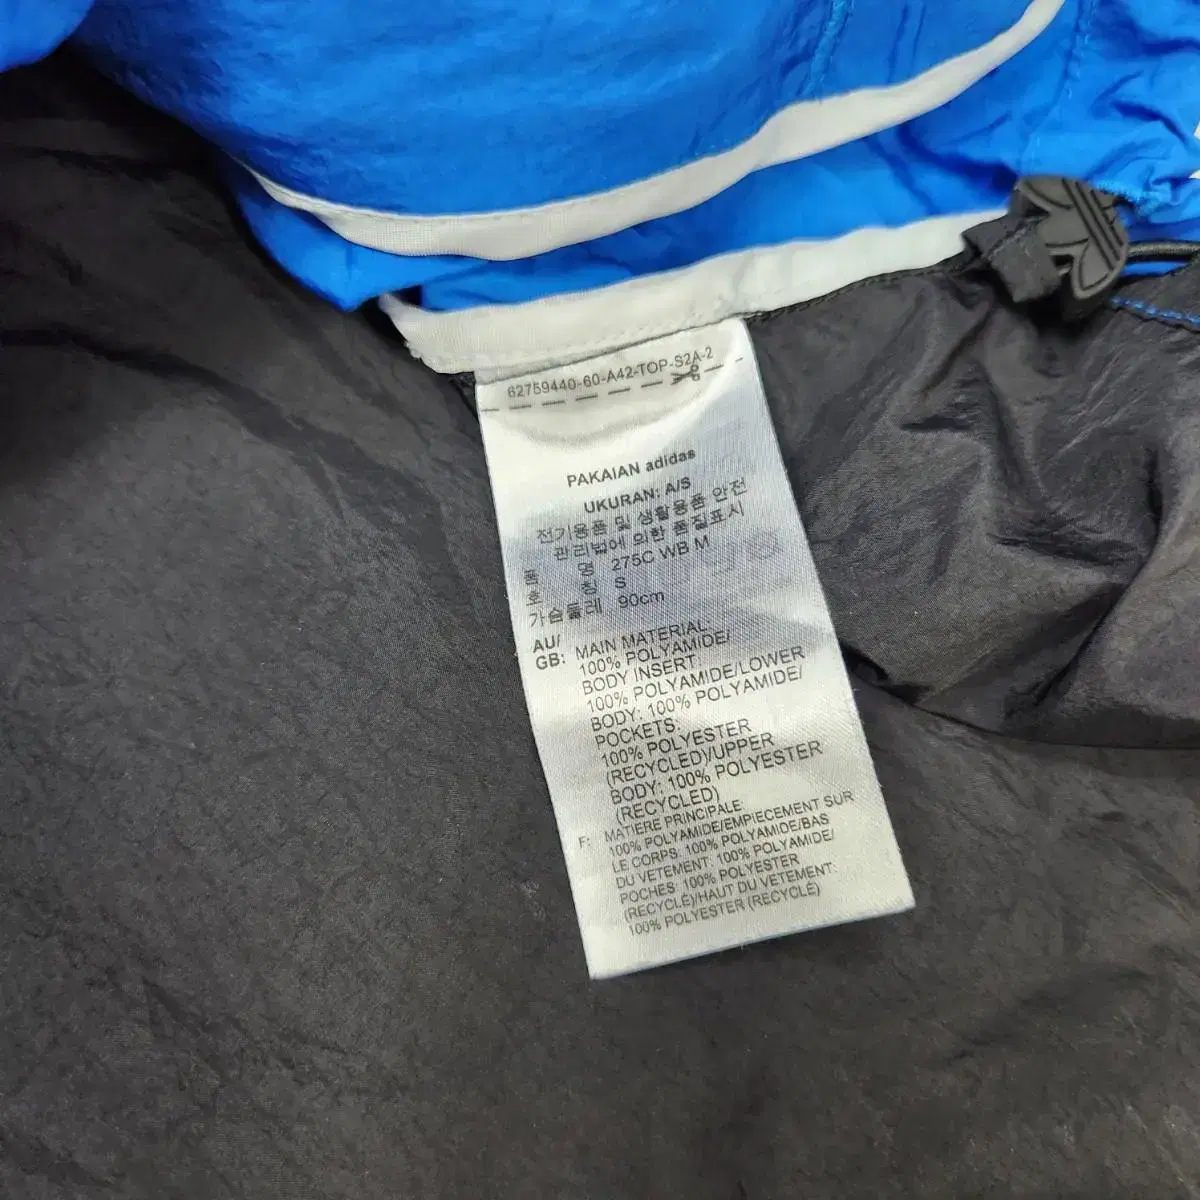 62759440-60-A42-TOP-S2A-2
PAKAIAN adidas
UKURAN: A/S
전기용품 및 생활용품 안전
관리법에 의한 품질표시
품 명 275C WB M
호 칭 S
가슴둘레 90cm
AU/
GB: MAIN MATERIAL:
100% POLYAMIDE/
BODY INSERT:
100% POLYAMIDE/LOWER
BODY: 100% POLYAMIDE/
POCKETS:
100% POLYESTER
(RECYCLED)/UPPER
BODY: 100% POLYESTER
(RECYCLED)
F: MATIERE PRINCIPALE:
100% POLYAMIDE/EMPIECEMENT SUR
LE CORPS: 100% POLYAMIDE/BAS
DU VETEMENT: 100% POLYAMIDE/
POCHES: 100% POLYESTER
(RECYCLÉ)/HAUT DU VETEMENT:
100% POLYESTER (RECYCLÉ)